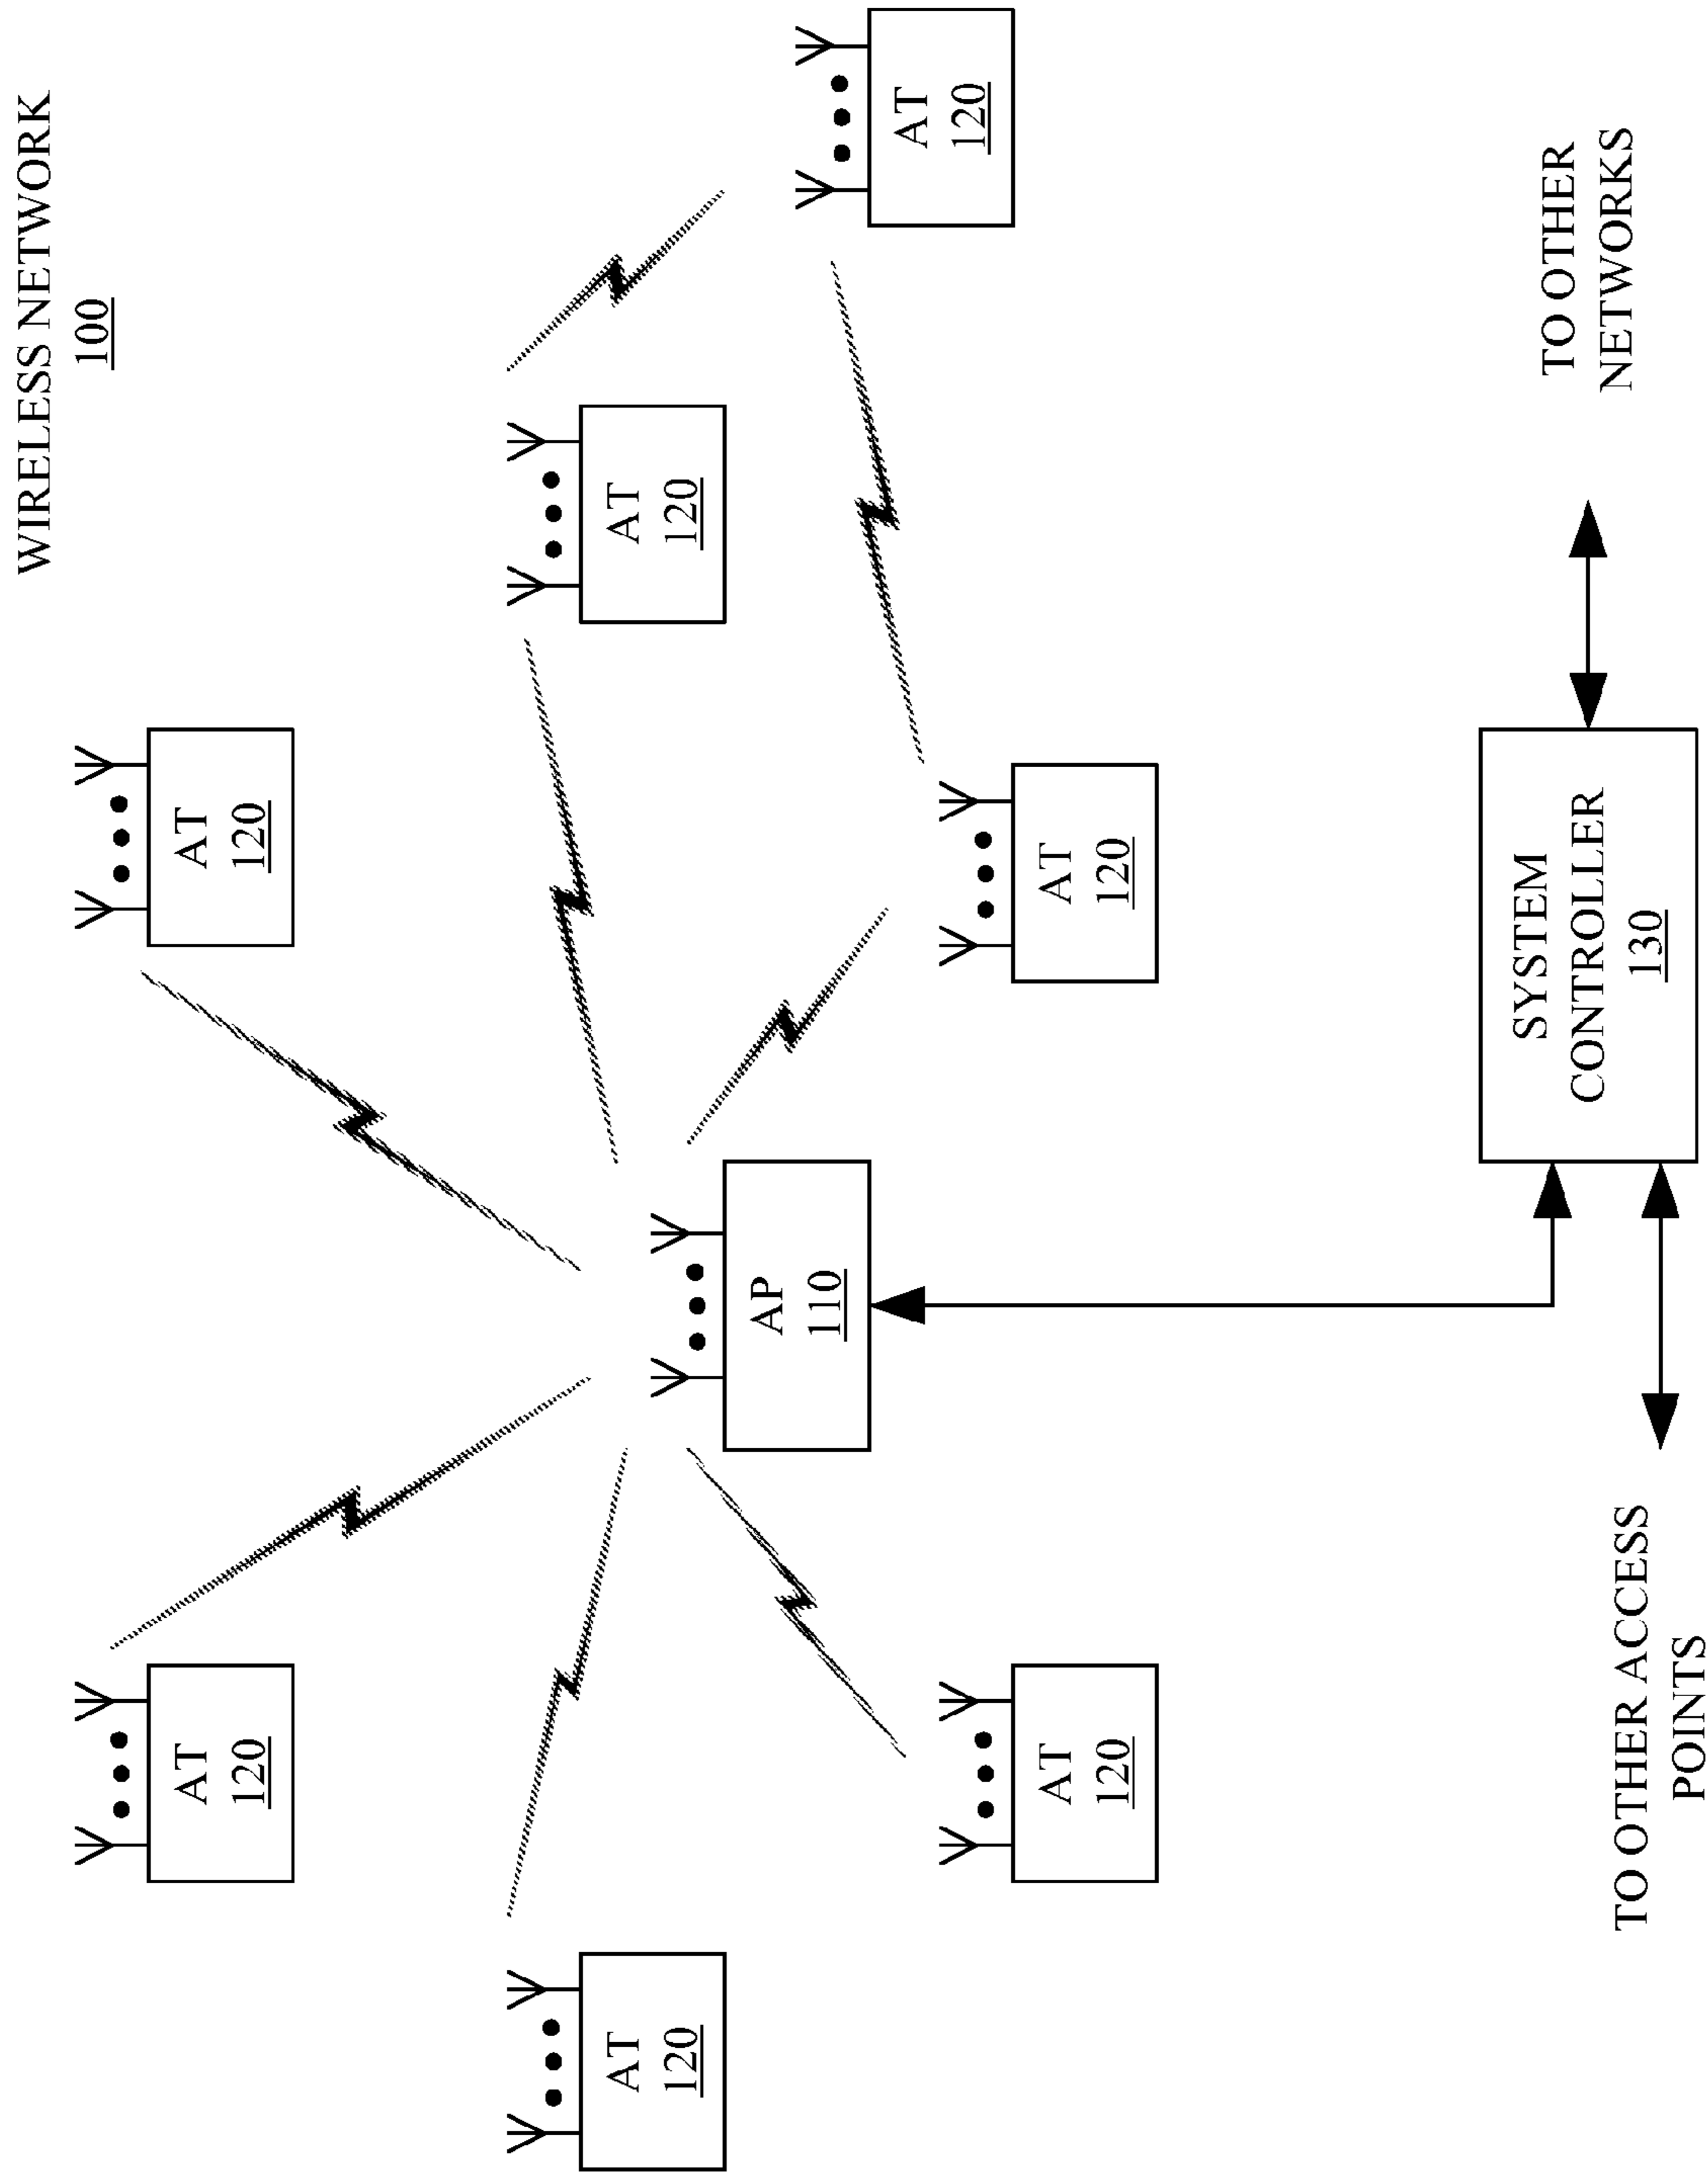 WIRELESS NETWORK
100
AT
120
AT
120
AT
120
AT
120
AT
120
AP
110
AT
120
AT
120
SYSTEM
CONTROLLER
130
TO OTHER ACCESS
POINTS
TO OTHER
NETWORKS